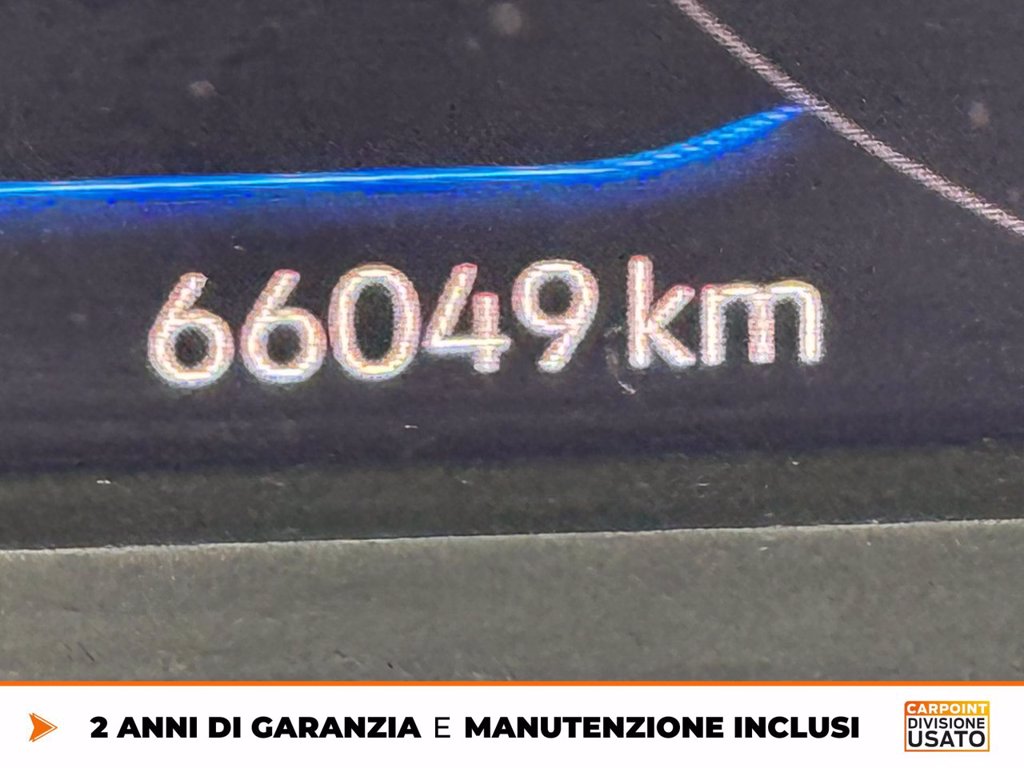 66049 km
2 ANNI DI GARANZIA E MANUTENZIONE INCLUSI
CARPOINT
DIVISIONE
USATO